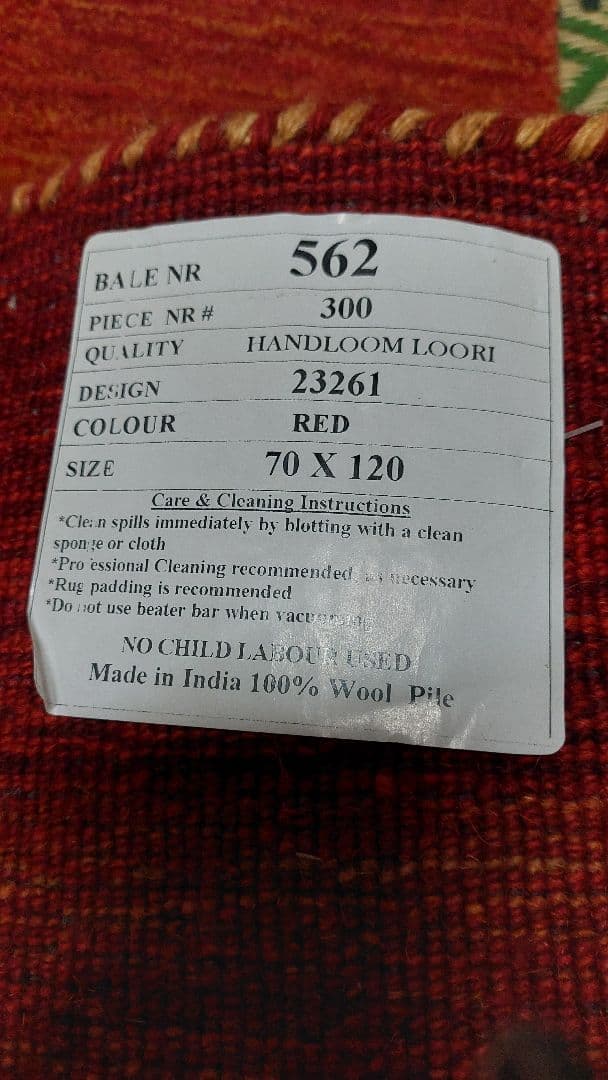 BALE NR 562
PIECE NR # 300
QUALITY HANDLOOM LOORI
DESIGN 23261
COLOUR RED
SIZE 70 X 120
Care & Cleaning Instructions
*Clean spills immediately by blotting with a clean
sponge or cloth
*Professional Cleaning recommended as necessary
*Rug padding is recommended
*Do not use beater bar when vacuuming
NO CHILD LABOUR USED
Made in India 100% Wool Pile